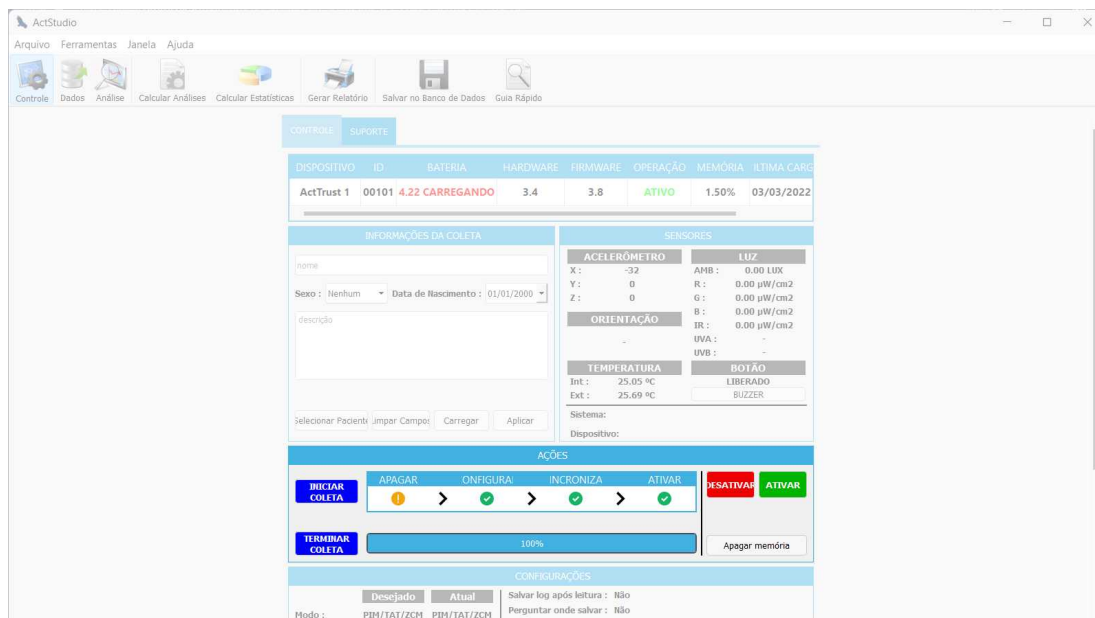 ActStudio
Arquivo Ferramentas Janela Ajuda
Controle Dados Análise Calcular Análises Calcular Estatísticas Gerar Relatório Salvar no Banco de Dados Guia Rápido
CONTROLE SUPORTE
DISPOSITIVO ID BATERIA HARDWARE FIRMWARE OPERAÇÃO MEMÓRIA ILTIMA CARG
ActTrust 1 00101 4.22 CARREGANDO 3.4 3.8 ATIVO 1.50% 03/03/2022
INFORMAÇÕES DA COLETA
nome
Sexo : Nenhum Data de Nascimento : 01/01/2000
descrição
Selecionar Paciente impar Campos Carregar Aplicar
SENSORES
ACELERÔMETRO
X : -32
Y : 0
Z : 0
ORIENTAÇÃO
-
TEMPERATURA
Int : 25.05 ºC
Ext : 25.69 ºC
LUZ
AMB : 0.00 LUX
R : 0.00 µW/cm2
G : 0.00 µW/cm2
B : 0.00 µW/cm2
IR : 0.00 µW/cm2
UVA : -
UVB : -
BOTÃO
LIBERADO
BUZZER
Sistema:
Dispositivo:
AÇÕES
INICIAR
COLETA
APAGAR ONFIGURA INCRONIZA ATIVAR
DESATIVAR ATIVAR
TERMINAR
COLETA
100%
Apagar memória
CONFIGURAÇÕES
Desejado Atual
Modo : PIM/TAT/ZCM PIM/TAT/ZCM
Salvar log após leitura : Não
Perguntar onde salvar : Não